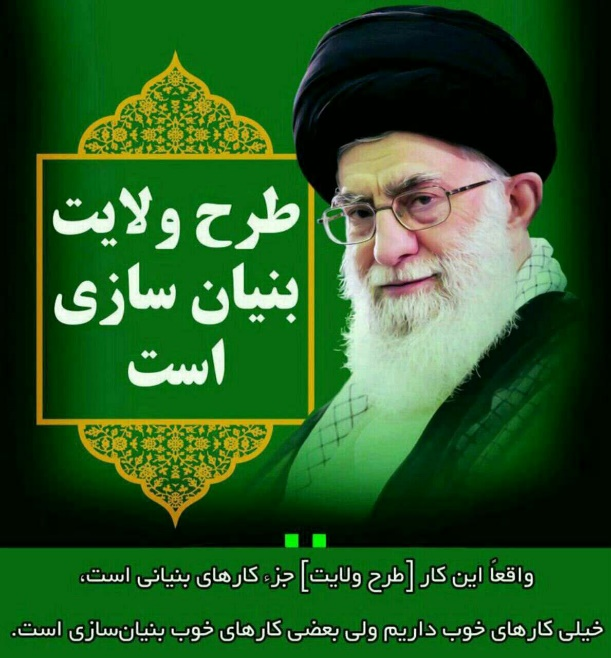 طرح ولایت
بنیان سازی
است
واقعاً این کار [طرح ولایت] جزء کارهای بنیانی است،
خیلی کارهای خوب داریم ولی بعضی کارهای خوب بنیان‌سازی است.